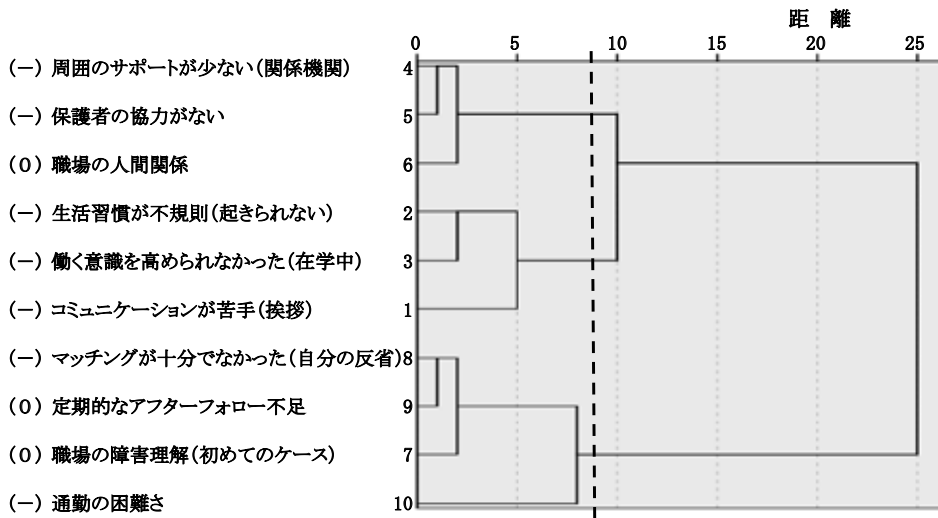 距　離
0 5 10 15 20 25
(－) 周囲のサポートが少ない(関係機関) 4
(－) 保護者の協力がない 5
(０) 職場の人間関係 6
(－) 生活習慣が不規則(起きられない) 2
(－) 働く意識を高められなかった(在学中) 3
(－) コミュニケーションが苦手(挨拶) 1
(－) マッチングが十分でなかった(自分の反省) 8
(０) 定期的なアフターフォロー不足 9
(０) 職場の障害理解(初めてのケース) 7
(－) 通勤の困難さ 10